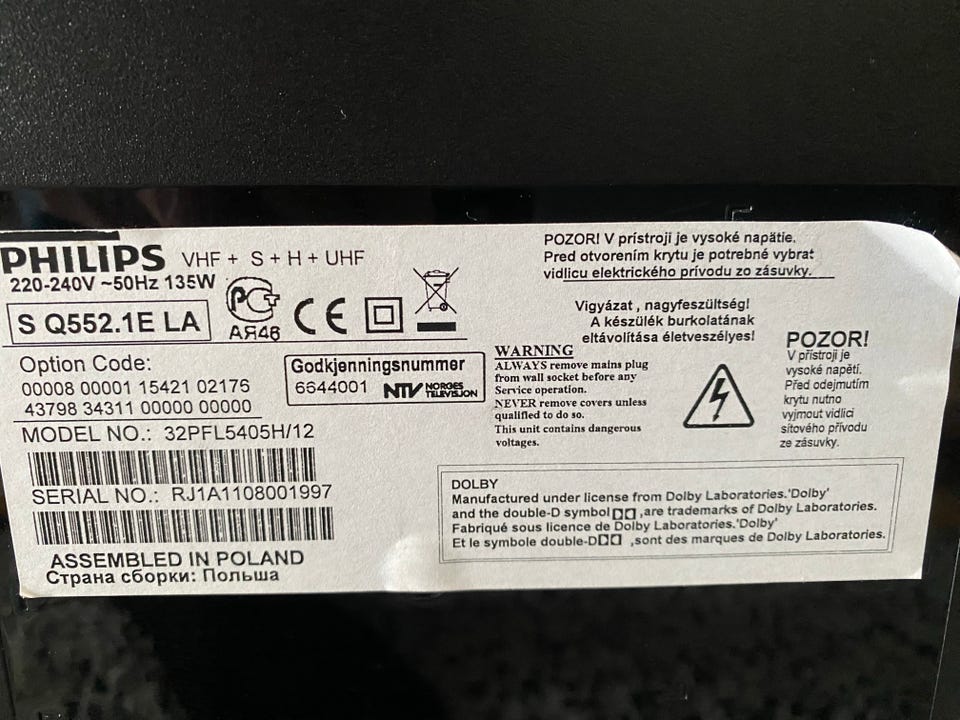 PHILIPS VHF + S + H + UHF
220-240V ~50Hz 135W
S Q552.1E LA
PCT
АЯ46
CE
Option Code:
00008 00001 15421 02176
43798 34311 00000 00000
Godkjenningsnummer
6644001 NTV NORGES
TELEVISJON
MODEL NO.: 32PFL5405H/12
SERIAL NO.: RJ1A1108001997
ASSEMBLED IN POLAND
Страна сборки: Польша
POZOR! V prístroji je vysoké napätie.
Pred otvorením krytu je potrebné vybrat
vidlicu elektrického prívodu zo zásuvky.
Vigyázat , nagyfeszültség!
A készülék burkolatának
eltávolítása életveszélyes!
WARNING
ALWAYS remove mains plug
from wall socket before any
Service operation.
NEVER remove covers unless
qualified to do so.
This unit contains dangerous
voltages.
POZOR!
V přístroji je
vysoké napětí.
Před odejmutím
krytu nutno
vyjmout vidlici
síťového přívodu
ze zásuvky.
DOLBY
Manufactured under license from Dolby Laboratories.'Dolby'
and the double-D symbol ,are trademarks of Dolby Laboratories.
Fabriqué sous licence de Dolby Laboratories.'Dolby'
Et le symbole double-D ,sont des marques de Dolby Laboratories.